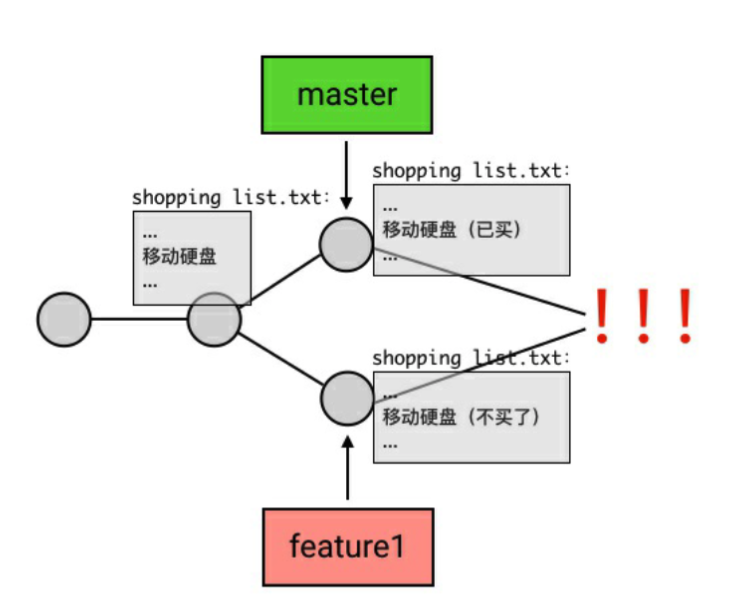 master
shopping list.txt:
...
移动硬盘
...
shopping list.txt:
...
移动硬盘（已买）
...
!!!
shopping list.txt:
...
移动硬盘（不买了）
...
feature1